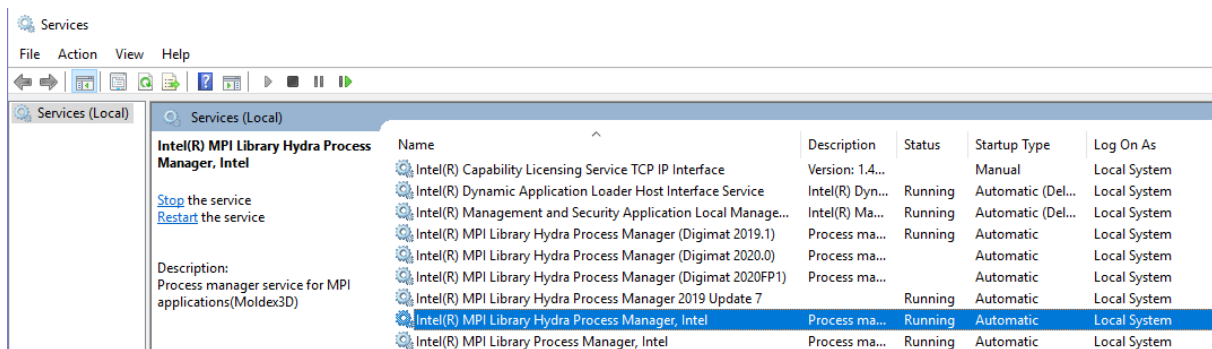 Services
File Action View Help
Services (Local)
Services (Local)
Intel(R) MPI Library Hydra Process
Manager, Intel
Stop the service
Restart the service
Description:
Process manager service for MPI
applications(Moldex3D)
Name Description Status Startup Type Log On As
Intel(R) Capability Licensing Service TCP IP Interface Version: 1.4... Manual Local System
Intel(R) Dynamic Application Loader Host Interface Service Intel(R) Dyn... Running Automatic (Del... Local System
Intel(R) Management and Security Application Local Manage... Intel(R) Ma... Running Automatic (Del... Local System
Intel(R) MPI Library Hydra Process Manager (Digimat 2019.1) Process ma... Running Automatic Local System
Intel(R) MPI Library Hydra Process Manager (Digimat 2020.0) Process ma... Automatic Local System
Intel(R) MPI Library Hydra Process Manager (Digimat 2020FP1) Process ma... Automatic Local System
Intel(R) MPI Library Hydra Process Manager 2019 Update 7 Running Automatic Local System
Intel(R) MPI Library Hydra Process Manager, Intel Process ma... Running Automatic Local System
Intel(R) MPI Library Process Manager, Intel Process ma... Running Automatic Local System